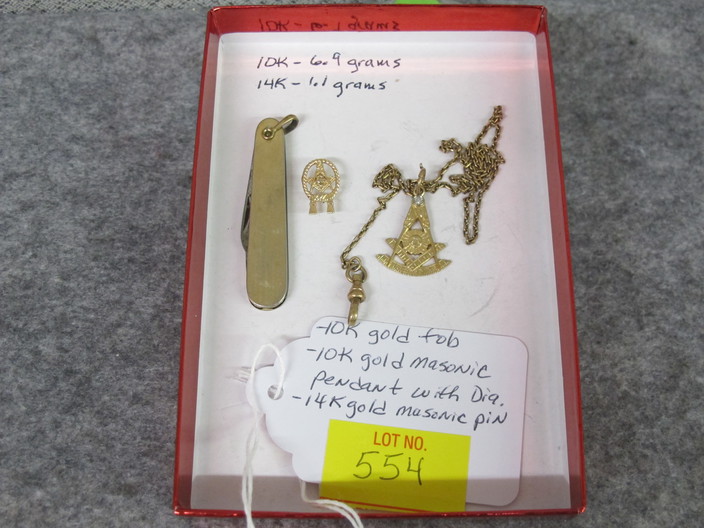 10K - 6.9 grams
14K - 1.1 grams
-10K gold fob
-10K gold masonic
pendant with Dia.
-14K gold masonic pin
LOT NO.
554